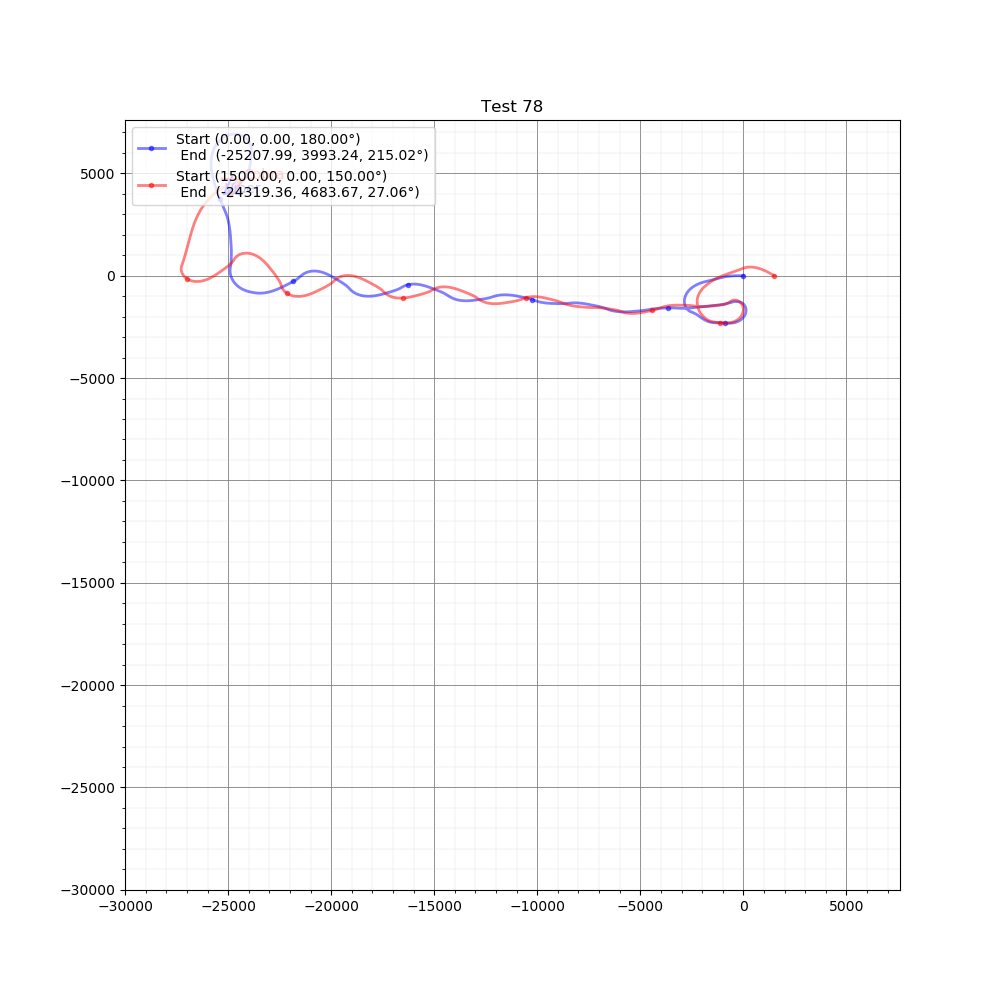 Test 78
Start (0.00, 0.00, 180.00°)
End (-25207.99, 3993.24, 215.02°)
Start (1500.00, 0.00, 150.00°)
End (-24319.36, 4683.67, 27.06°)
5000
0
−5000
−10000
−15000
−20000
−25000
−30000
−30000 −25000 −20000 −15000 −10000 −5000 0 5000